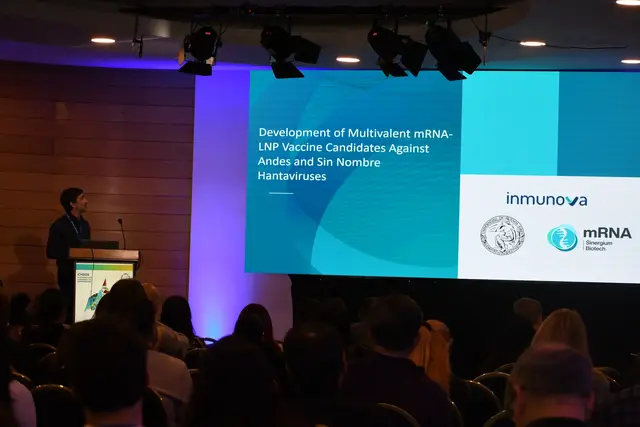 Development of Multivalent mRNA-
LNP Vaccine Candidates Against
Andes and Sin Nombre
Hantaviruses
inmunova
mRNA
Sinergium
Biotech